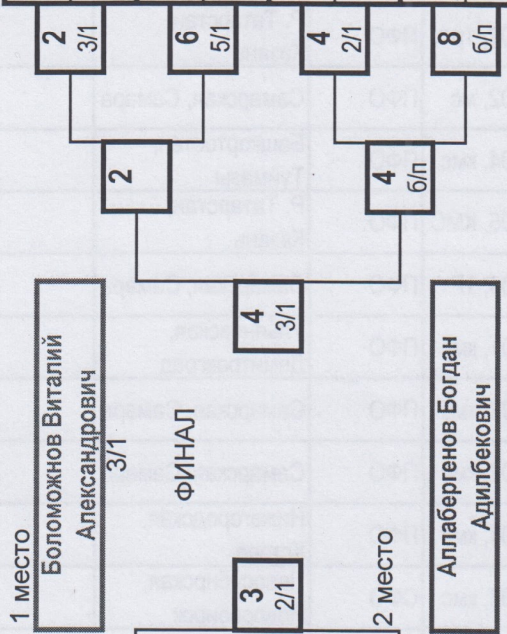 1 место
Боломожнов Виталий
Александрович
3/1
2
3/1
2
6
5/1
ФИНАЛ
3
2/1
4
3/1
4
2/1
4
б/п
8
б/п
2 место
Аллабергенов Богдан
Адилбекович